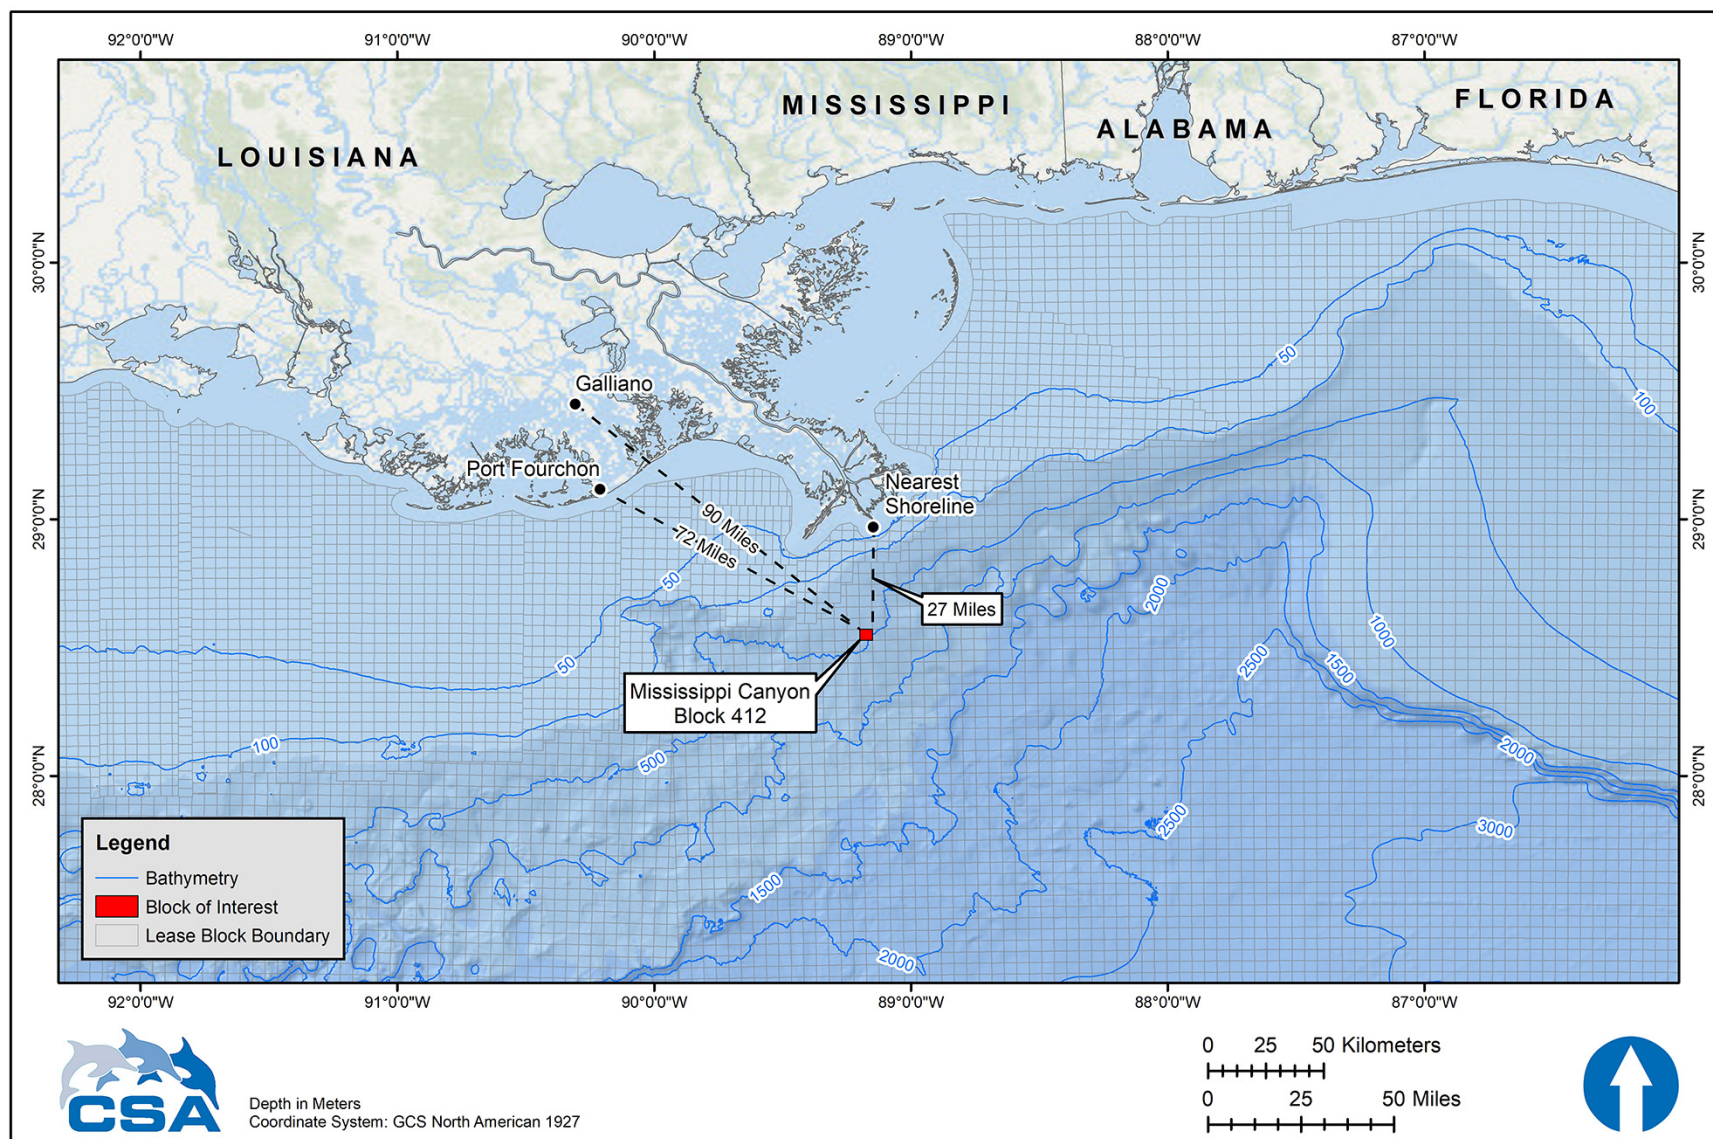 92°0'0"W
91°0'0"W
90°0'0"W
89°0'0"W
88°0'0"W
87°0'0"W
30°0'0"N
29°0'0"N
28°0'0"N
30°0'0"N
29°0'0"N
28°0'0"N
LOUISIANA
MISSISSIPPI
ALABAMA
FLORIDA
Galliano
Port Fourchon
Nearest
Shoreline
90 Miles
72 Miles
27 Miles
Mississippi Canyon
Block 412
50
100
50
50
100
500
1000
1500
2000
2500
2000
2500
3000
1500
2000
Legend
Bathymetry
Block of Interest
Lease Block Boundary
92°0'0"W
91°0'0"W
90°0'0"W
89°0'0"W
88°0'0"W
87°0'0"W
CSA
Depth in Meters
Coordinate System: GCS North American 1927
0 25 50 Kilometers
0 25 50 Miles